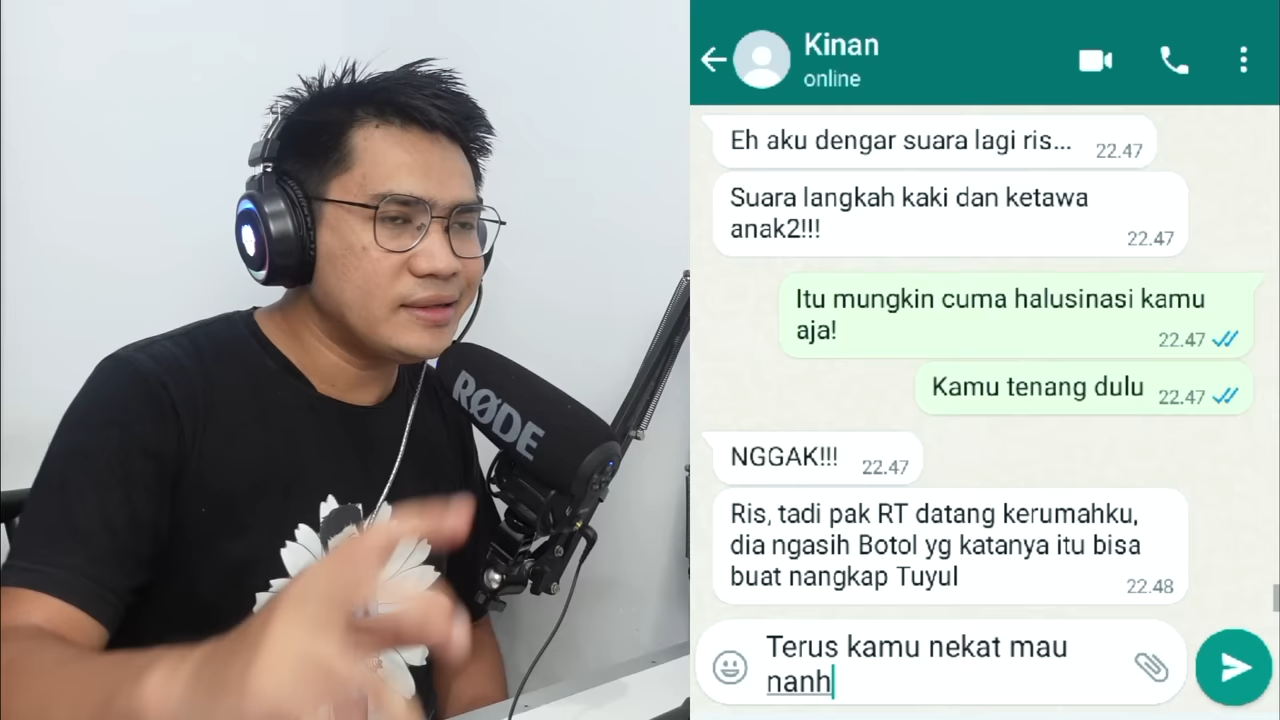 RØDE
Kinan
online
Eh aku dengar suara lagi ris...
22.47
Suara langkah kaki dan ketawa
anak2!!!
22.47
Itu mungkin cuma halusinasi kamu
aja!
22.47
Kamu tenang dulu
22.47
NGGAK!!!
22.47
Ris, tadi pak RT datang kerumahku,
dia ngasih Botol yg katanya itu bisa
buat nangkap Tuyul
22.48
Terus kamu nekat mau
nanh